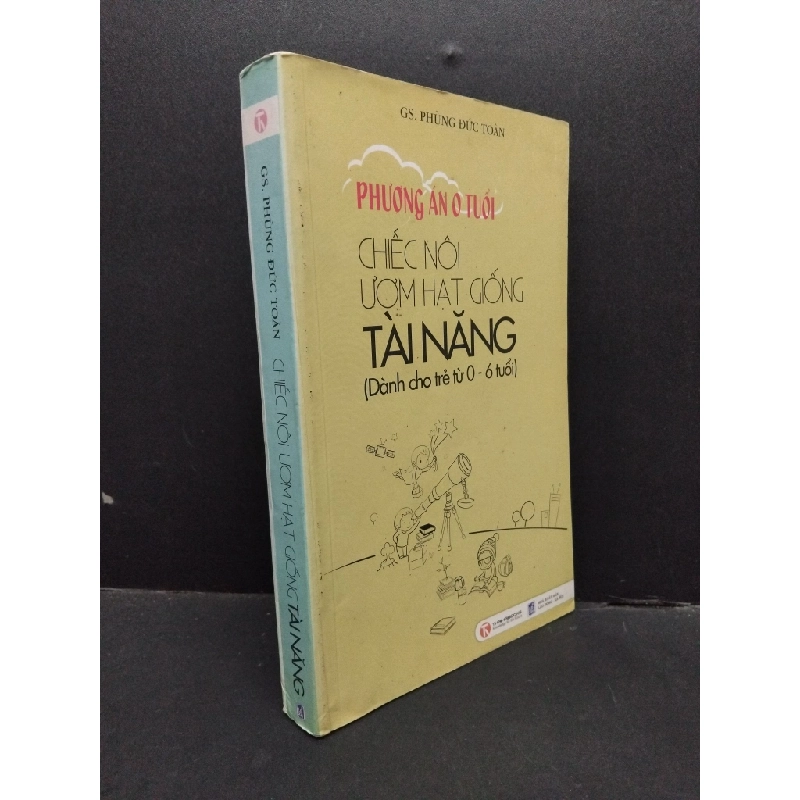 GS. PHÙNG ĐỨC TOÀN
PHƯƠNG ÁN 0 TUỔI
CHIẾC NÔI
ƯƠM HẠT GIỐNG
TÀI NĂNG
(Dành cho trẻ từ 0 - 6 tuổi)
GS. PHÙNG ĐỨC TOÀN CHIẾC NÔI ƯƠM HẠT GIỐNG TÀI NĂNG